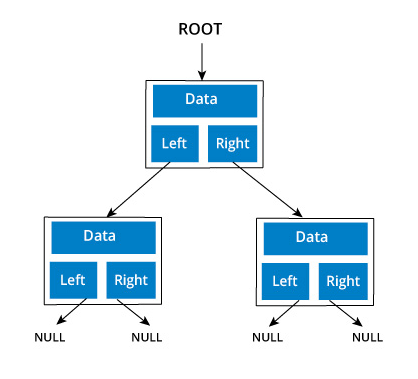 ROOT
Data
Left Right
Data Data
Left Right Left Right
NULL NULL NULL NULL